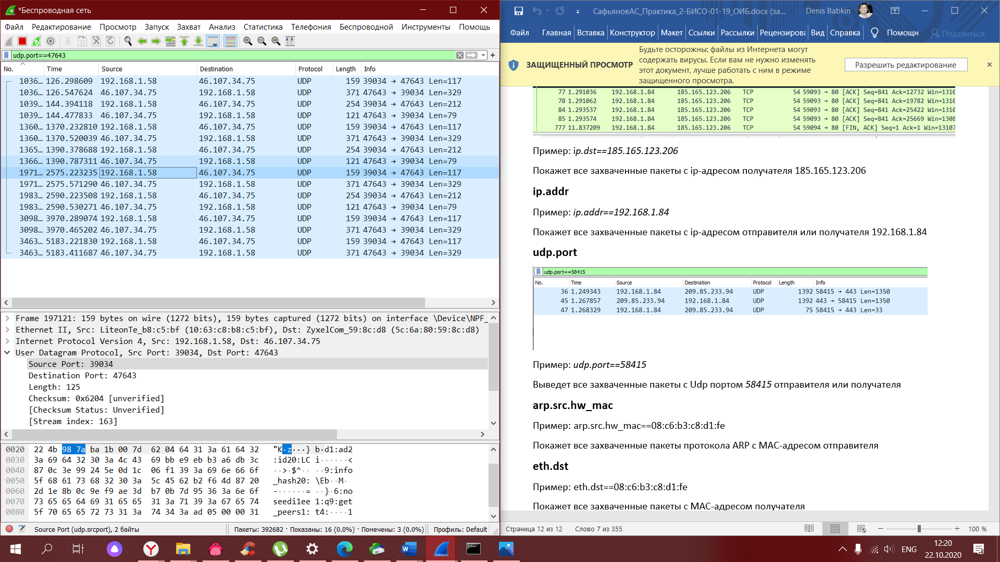 *Беспроводная сеть
Файл Редактирование Просмотр Запуск Захват Анализ Статистика Телефония Беспроводной Инструменты Помощь
udp.port==47643
No. Time Source Destination Protocol Length Info
1036… 126.298609 192.168.1.58 46.107.34.75 UDP 159 39034 → 47643 Len=117
1036… 126.547624 46.107.34.75 192.168.1.58 UDP 371 47643 → 39034 Len=329
1039… 144.394118 192.168.1.58 46.107.34.75 UDP 254 39034 → 47643 Len=212
1039… 144.477833 46.107.34.75 192.168.1.58 UDP 121 47643 → 39034 Len=79
1360… 1370.232810 192.168.1.58 46.107.34.75 UDP 159 39034 → 47643 Len=117
1360… 1370.520039 46.107.34.75 192.168.1.58 UDP 371 47643 → 39034 Len=329
1365… 1390.378688 192.168.1.58 46.107.34.75 UDP 254 39034 → 47643 Len=212
1366… 1390.787311 46.107.34.75 192.168.1.58 UDP 121 47643 → 39034 Len=79
1971… 2575.223235 192.168.1.58 46.107.34.75 UDP 159 39034 → 47643 Len=117
1971… 2575.571290 46.107.34.75 192.168.1.58 UDP 371 47643 → 39034 Len=329
1983… 2590.223508 192.168.1.58 46.107.34.75 UDP 254 39034 → 47643 Len=212
1983… 2590.530271 46.107.34.75 192.168.1.58 UDP 121 47643 → 39034 Len=79
3098… 3970.289074 192.168.1.58 46.107.34.75 UDP 159 39034 → 47643 Len=117
3098… 3970.465202 46.107.34.75 192.168.1.58 UDP 371 47643 → 39034 Len=329
3463… 5183.221830 192.168.1.58 46.107.34.75 UDP 159 39034 → 47643 Len=117
3463… 5183.411687 46.107.34.75 192.168.1.58 UDP 371 47643 → 39034 Len=329
Frame 197121: 159 bytes on wire (1272 bits), 159 bytes captured (1272 bits) on interface \Device\NPF_
Ethernet II, Src: LiteonTe_b8:c5:bf (10:63:c8:b8:c5:bf), Dst: ZyxelCom_59:8c:d8 (5c:6a:80:59:8c:d8)
Internet Protocol Version 4, Src: 192.168.1.58, Dst: 46.107.34.75
User Datagram Protocol, Src Port: 39034, Dst Port: 47643
Source Port: 39034
Destination Port: 47643
Length: 125
Checksum: 0x6204 [unverified]
[Checksum Status: Unverified]
[Stream index: 163]
0020 22 4b 98 7a ba 1b 00 7d 62 04 64 31 3a 61 64 32 "K·z···} b·d1:ad2
0030 3a 69 64 32 30 3a 4c 43 69 bb e9 eb b3 a6 db 3c :id20:LC i······<
0040 87 0c 3e 99 24 5e 0d 1c 06 f1 39 3a 69 6e 66 6f ··>·$^·· ··9:info
0050 5f 68 61 73 68 32 30 3a 5c 45 62 b2 f6 4d 87 20 _hash20: \Eb··M·
0060 2d 1e 8b 0c 9e f9 ae 3d b7 0b 7d 95 36 3a 6e 6f -······= ··}·6:no
0070 73 65 65 64 69 31 65 65 31 3a 71 39 3a 67 65 74 seedi1ee 1:q9:get
0080 5f 70 65 65 72 73 31 3a 74 34 3a ad 05 00 00 31 _peers1: t4:····1
Source Port (udp.srcport), 2 байты Пакеты: 392682 · Показаны: 16 (0.0%) · Помечены: 3 (0.0%) Профиль: Default
СафьяновАС_Практика_2-БИСО-01-19_ОИБ.docx (за... Denis Babkin
Файл Главная Вставка Конструктор Макет Ссылки Рассылки Рецензирова Вид Справка Помощн Поделиться
ЗАЩИЩЕННЫЙ ПРОСМОТР
Будьте осторожны: файлы из Интернета могут
содержать вирусы. Если вам не нужно изменять
этот документ, лучше работать с ним в режиме
защищенного просмотра.
Разрешить редактирование
77 1.291036 192.168.1.84 185.165.123.206 TCP 54 59093 → 80 [ACK] Seq=841 Ack=12732 Win=1310
78 1.291062 192.168.1.84 185.165.123.206 TCP 54 59093 → 80 [ACK] Seq=841 Ack=19782 Win=1310
84 1.293537 192.168.1.84 185.165.123.206 TCP 54 59093 → 80 [ACK] Seq=841 Ack=25422 Win=1310
85 1.293574 192.168.1.84 185.165.123.206 TCP 54 59093 → 80 [ACK] Seq=841 Ack=25669 Win=1308
777 11.837209 192.168.1.84 185.165.123.206 TCP 54 59094 → 80 [FIN, ACK] Seq=1 Ack=1 Win=13107
Пример: ip.dst==185.165.123.206
Покажет все захваченные пакеты с ip-адресом получателя 185.165.123.206
ip.addr
Пример: ip.addr==192.168.1.84
Покажет все захваченные пакеты с ip-адресом отправителя или получателя 192.168.1.84
udp.port
udp.port==58415
No. Time Source Destination Protocol Length Info
36 1.249343 192.168.1.84 209.85.233.94 UDP 1392 58415 → 443 Len=1350
45 1.267857 209.85.233.94 192.168.1.84 UDP 1392 443 → 58415 Len=1350
47 1.268329 192.168.1.84 209.85.233.94 UDP 75 58415 → 443 Len=33
Пример: udp.port==58415
Выведет все захваченные пакеты с Udp портом 58415 отправителя или получателя
arp.src.hw_mac
Пример: arp.src.hw_mac==08:c6:b3:c8:d1:fe
Покажет все захваченные пакеты протокола ARP с MAC-адресом отправителя
eth.dst
Пример: eth.dst==08:c6:b3:c8:d1:fe
Покажет все захваченные пакеты с MAC-адресом получателя
Страница 12 из 12 Слово 7 из 355 100 %
ENG 12:20
22.10.2020